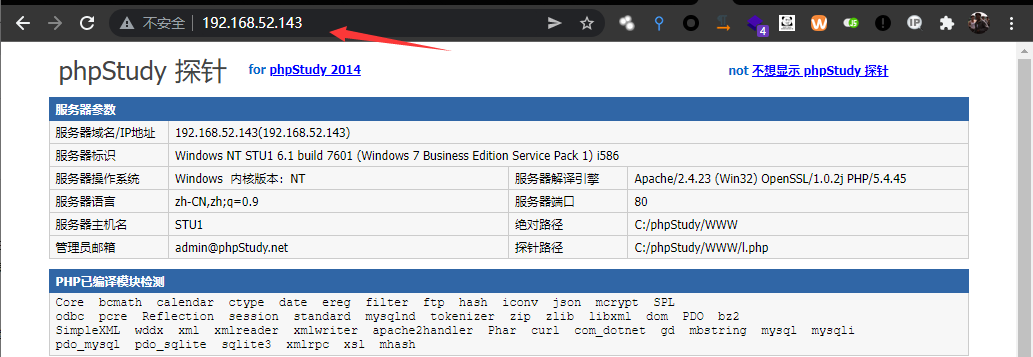 不安全 192.168.52.143
4
phpStudy 探针 for phpStudy 2014 not 不想显示 phpStudy 探针
服务器参数
服务器域名/IP地址 192.168.52.143(192.168.52.143)
服务器标识 Windows NT STU1 6.1 build 7601 (Windows 7 Business Edition Service Pack 1) i586
服务器操作系统 Windows 内核版本：NT 服务器解译引擎 Apache/2.4.23 (Win32) OpenSSL/1.0.2j PHP/5.4.45
服务器语言 zh-CN,zh;q=0.9 服务器端口 80
服务器主机名 STU1 绝对路径 C:/phpStudy/WWW
管理员邮箱 admin@phpStudy.net 探针路径 C:/phpStudy/WWW/l.php
PHP已编译模块检测
Core bcmath calendar ctype date ereg filter ftp hash iconv json mcrypt SPL
odbc pcre Reflection session standard mysqlnd tokenizer zip zlib libxml dom PDO bz2
SimpleXML wddx xml xmlreader xmlwriter apache2handler Phar curl com_dotnet gd mbstring mysql mysqli
pdo_mysql pdo_sqlite sqlite3 xmlrpc xsl mhash